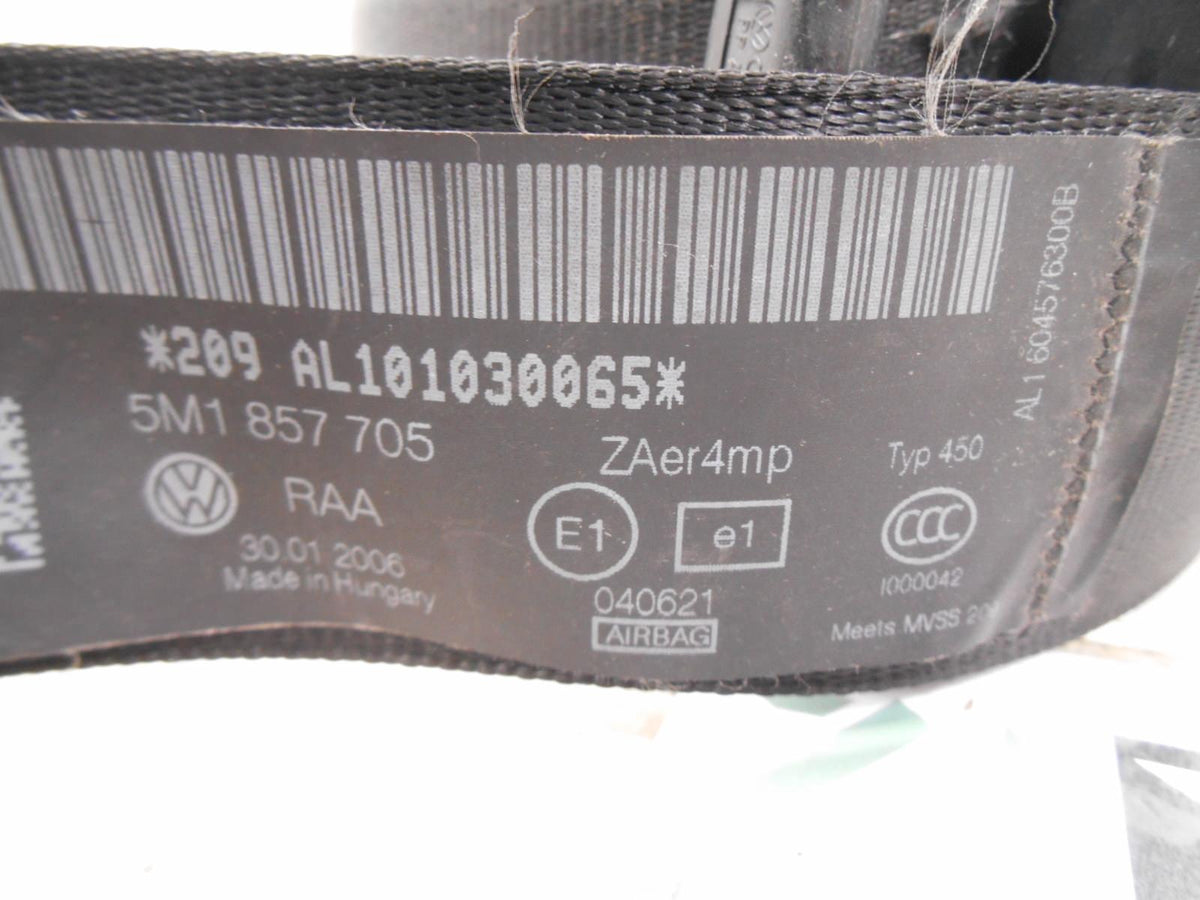 *209 AL101030065*
5M1 857 705
RAA
30.01 2006
Made in Hungary
ZAer4mp
E1
e1
040621
AIRBAG
Typ 450
CCC
I000042
Meets MVSS
AL1 604576300B